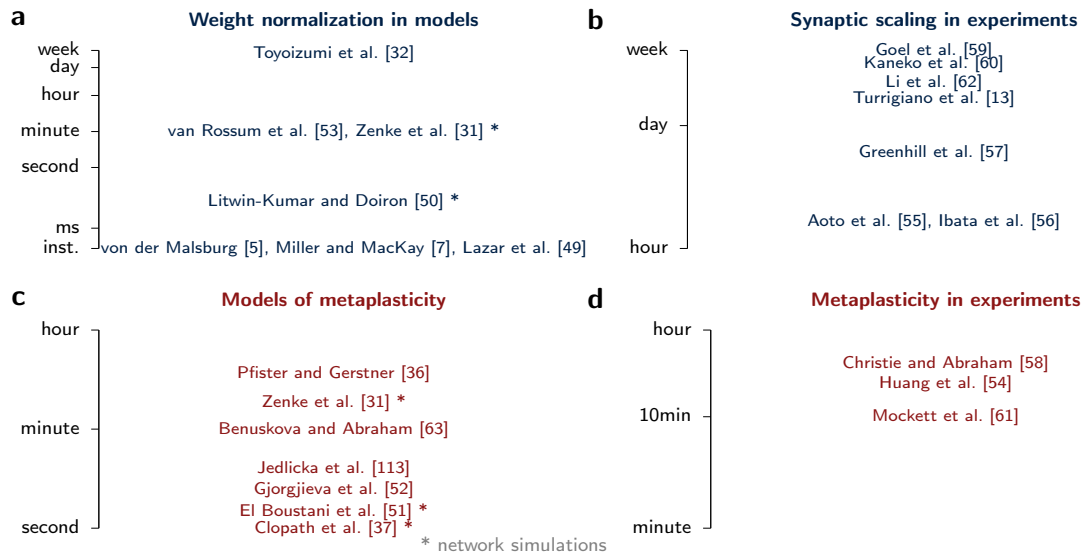 a
Weight normalization in models
week
Toyoizumi et al. [32]
day
hour
minute
van Rossum et al. [53], Zenke et al. [31] *
second
Litwin-Kumar and Doiron [50] *
ms
inst.
von der Malsburg [5], Miller and MacKay [7], Lazar et al. [49]
b
Synaptic scaling in experiments
week
Goel et al. [59]
Kaneko et al. [60]
Li et al. [62]
Turrigiano et al. [13]
day
Greenhill et al. [57]
Aoto et al. [55], Ibata et al. [56]
hour
c
Models of metaplasticity
hour
Pfister and Gerstner [36]
Zenke et al. [31] *
minute
Benuskova and Abraham [63]
Jedlicka et al. [113]
Gjorgjieva et al. [52]
El Boustani et al. [51] *
second
Clopath et al. [37] *
* network simulations
d
Metaplasticity in experiments
hour
Christie and Abraham [58]
Huang et al. [54]
10min
Mockett et al. [61]
minute